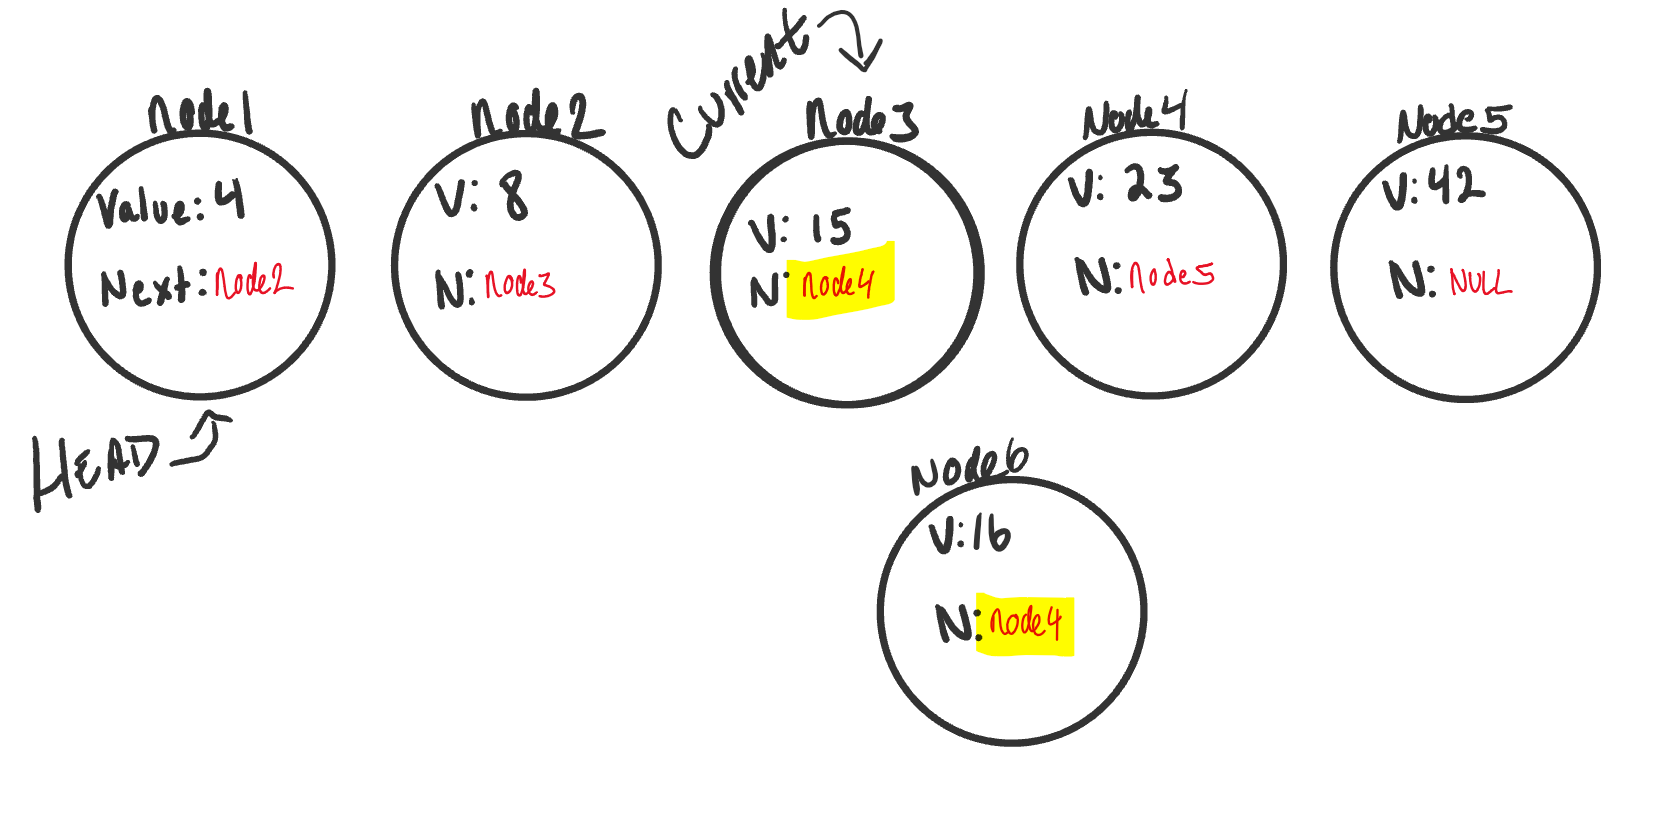 Current
node1
Value: 4
Next: node2
HEAD
node2
V: 8
N: node3
node3
V: 15
N: node4
Node4
V: 23
N: node5
Node5
V: 42
N: NULL
Node6
V: 16
N: node4